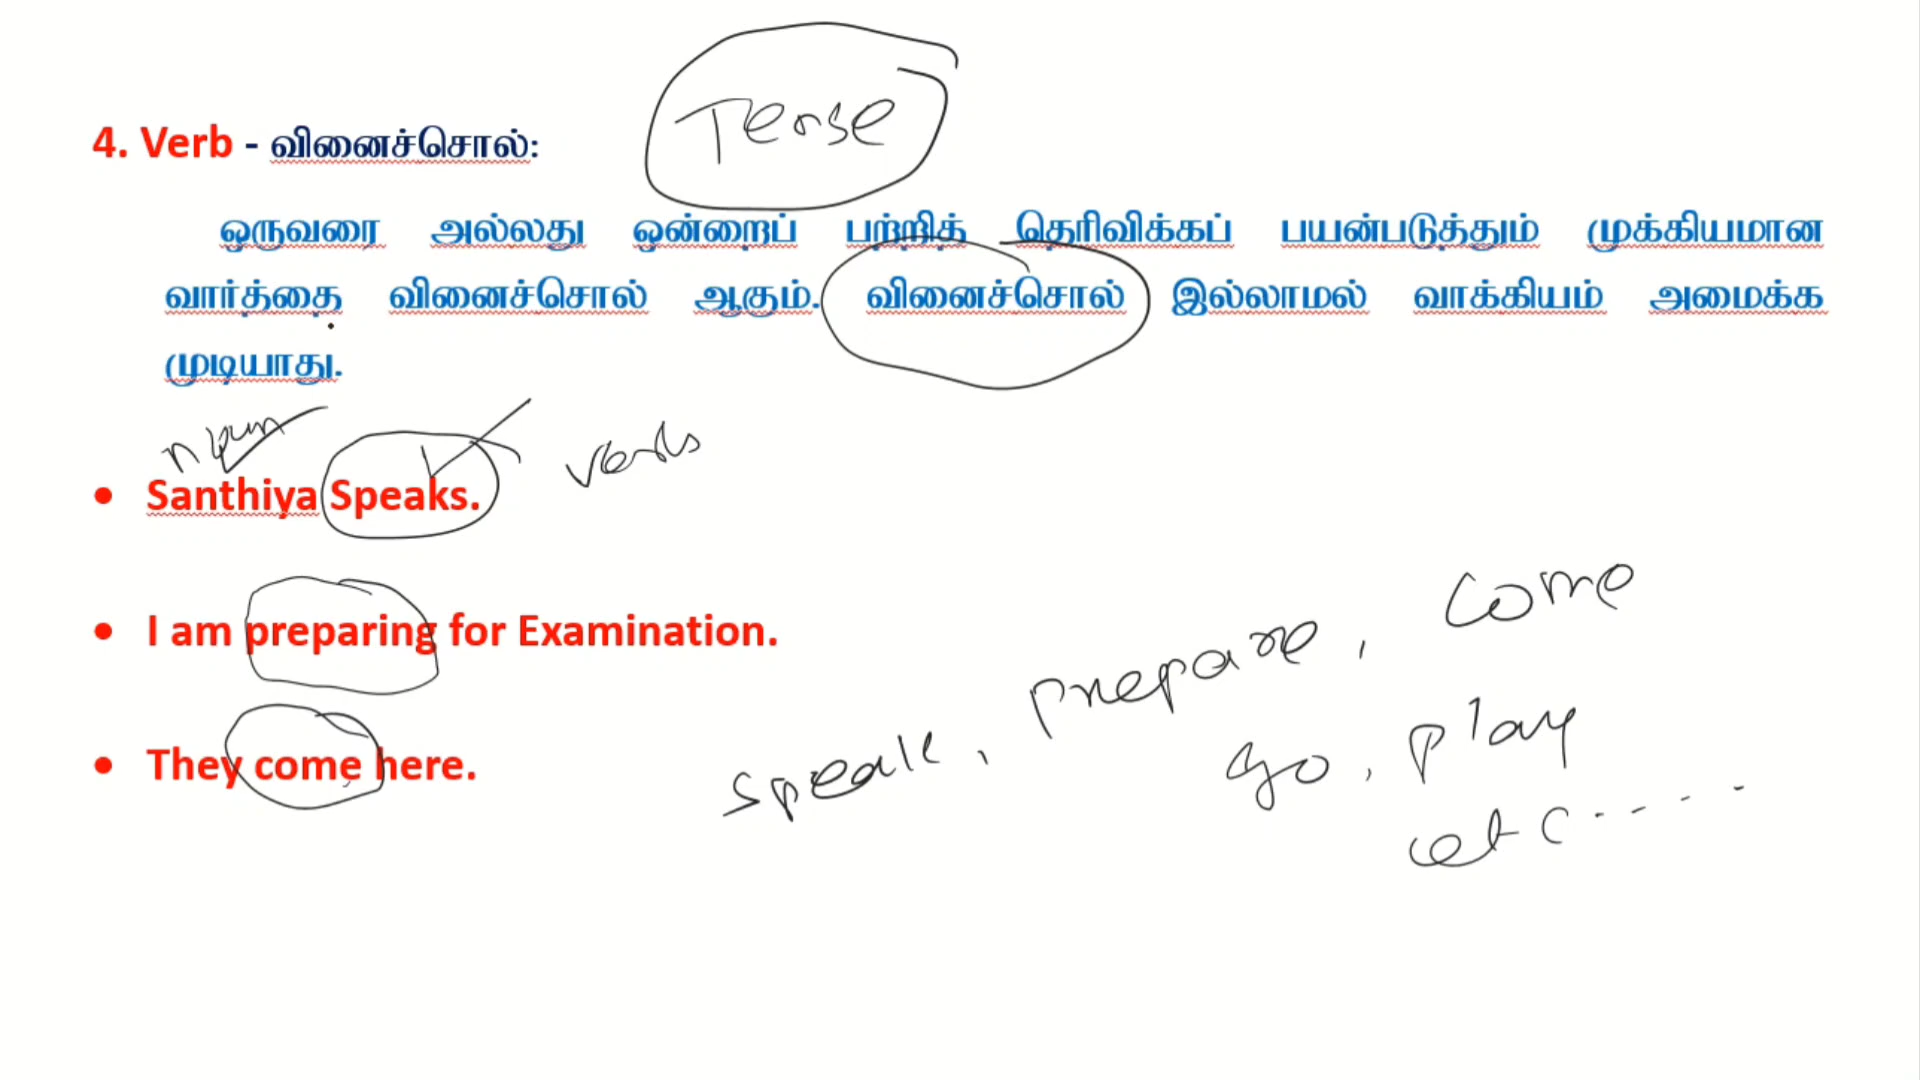 Tense
4. Verb - வினைச்சொல்:
ஒருவரை அல்லது ஒன்றைப் பற்றித் தெரிவிக்கப் பயன்படுத்தும் முக்கியமான
வார்த்தை வினைச்சொல் ஆகும். வினைச்சொல் இல்லாமல் வாக்கியம் அமைக்க
முடியாது.
noun
verb
• Santhiya Speaks.
• I am preparing for Examination.
• They come here.
speak, prepare, come
go, play
etc.....